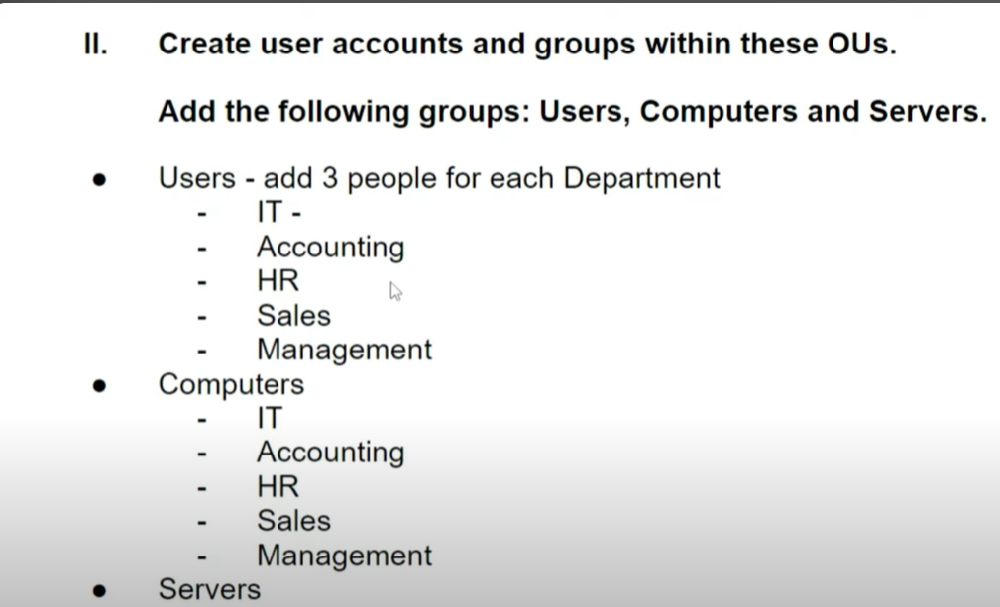 II. Create user accounts and groups within these OUs.
Add the following groups: Users, Computers and Servers.
● Users - add 3 people for each Department
- IT -
- Accounting
- HR
- Sales
- Management
● Computers
- IT
- Accounting
- HR
- Sales
- Management
● Servers